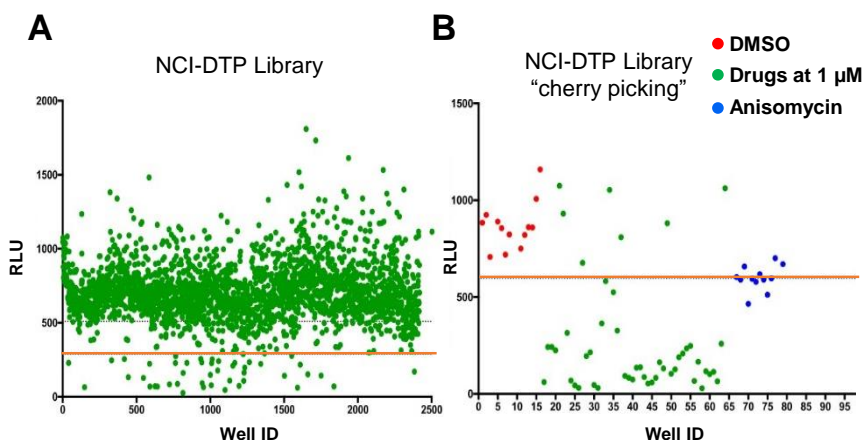 A
NCI-DTP Library
2000
1500
1000
500
0
RLU
0 500 1000 1500 2000 2500
Well ID
B
NCI-DTP Library
“cherry picking”
DMSO
Drugs at 1 µM
Anisomycin
1500
1000
500
0
RLU
0 5 10 15 20 25 30 35 40 45 50 55 60 65 70 75 80 85 90 95
Well ID